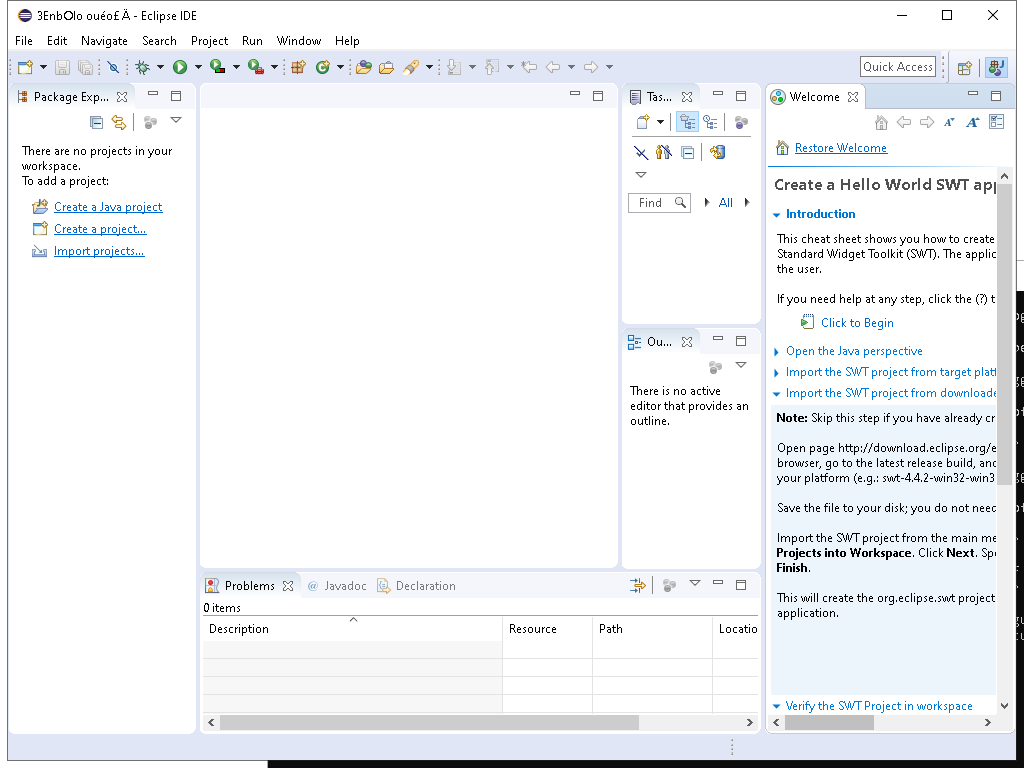 3EnbOlo ouéo£Ä - Eclipse IDE
File Edit Navigate Search Project Run Window Help
Quick Access
Package Exp...
There are no projects in your
workspace.
To add a project:
Create a Java project
Create a project...
Import projects...
Tas...
Find
All
Ou...
There is no active
editor that provides an
outline.
Problems
@ Javadoc
Declaration
0 items
Description Resource Path Locatio
Welcome
Restore Welcome
Create a Hello World SWT app
Introduction
This cheat sheet shows you how to create
Standard Widget Toolkit (SWT). The applic
the user.
If you need help at any step, click the (?) t
Click to Begin
Open the Java perspective
Import the SWT project from target platf
Import the SWT project from downloade
Note: Skip this step if you have already cr
Open page http://download.eclipse.org/e
browser, go to the latest release build, and
your platform (e.g.: swt-4.4.2-win32-win3
Save the file to your disk; you do not need
Import the SWT project from the main me
Projects into Workspace. Click Next. Spe
Finish.
This will create the org.eclipse.swt project
application.
Verify the SWT Project in workspace